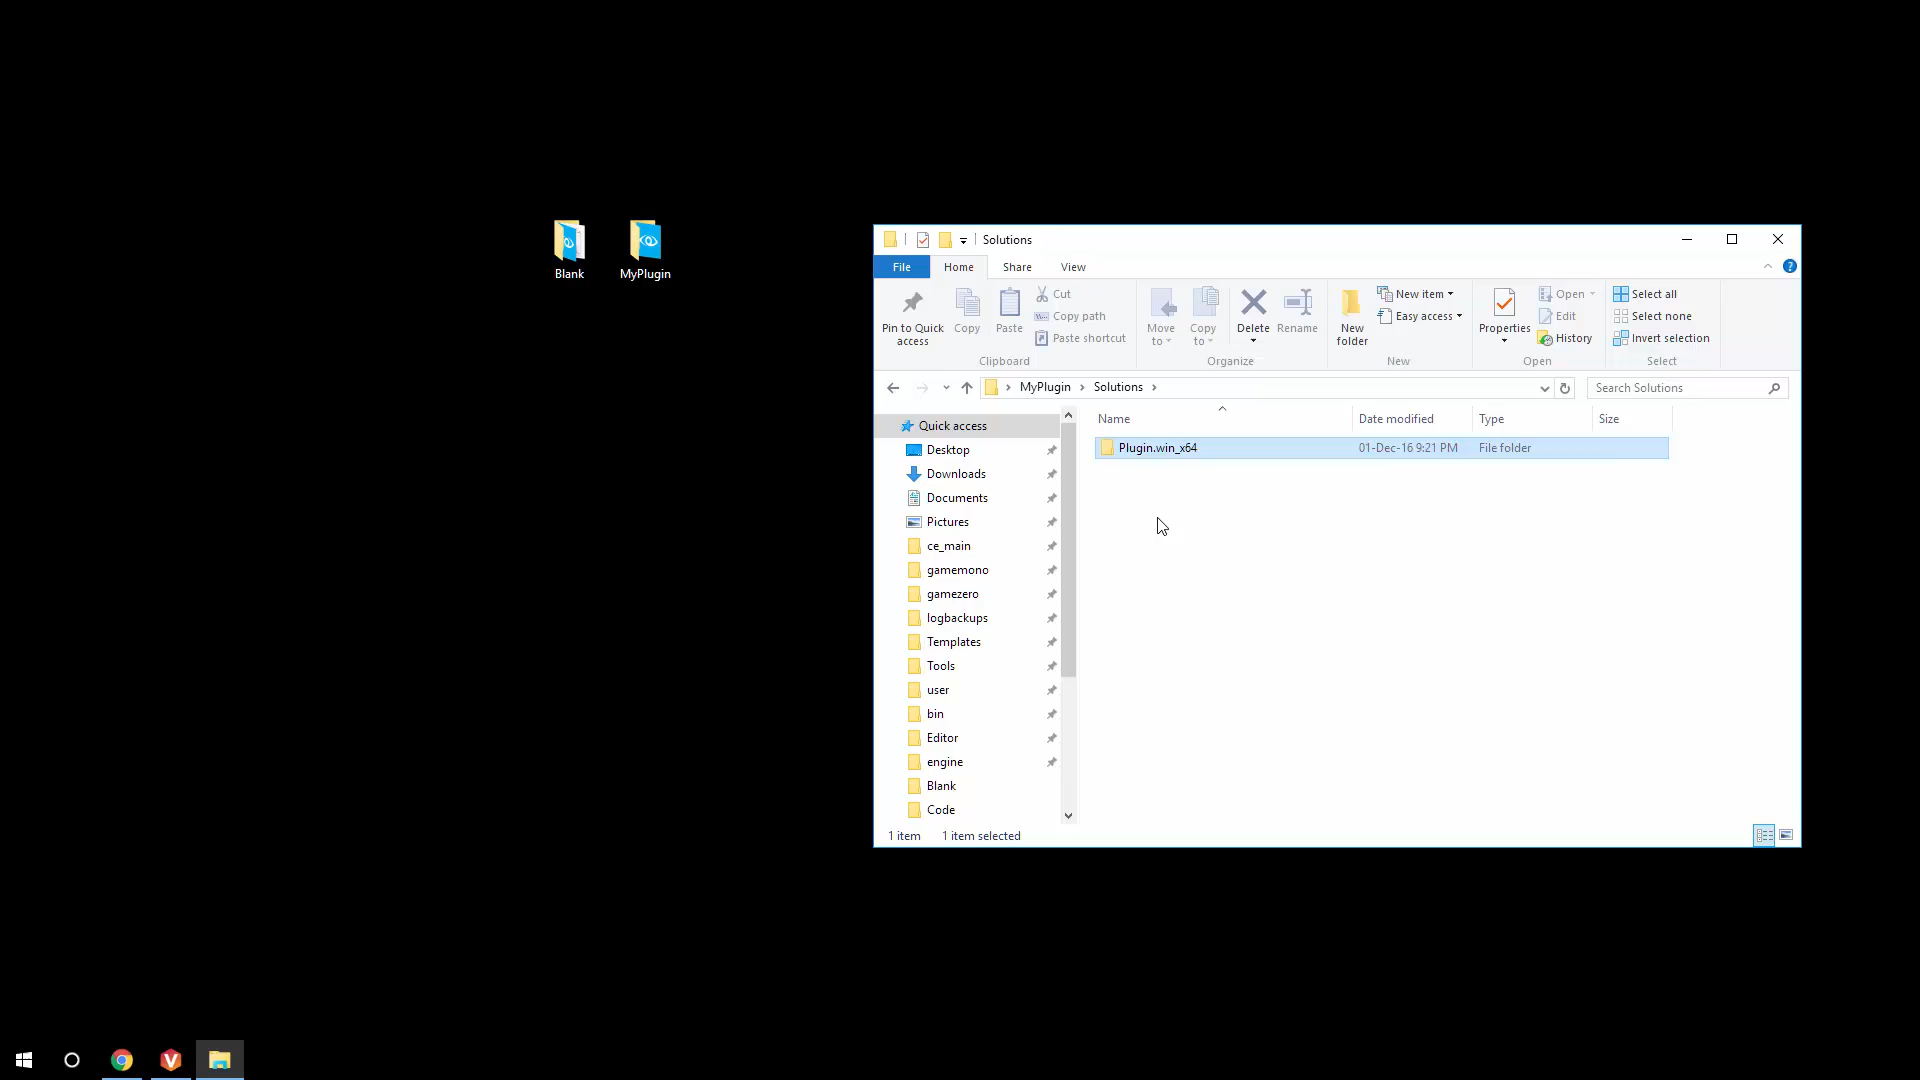 Blank
MyPlugin
Solutions
File
Home
Share
View
Pin to Quick access
Copy
Paste
Cut
Copy path
Paste shortcut
Clipboard
Move to
Copy to
Delete
Rename
Organize
New folder
New item
Easy access
New
Properties
Open
Edit
History
Open
Select all
Select none
Invert selection
Select
MyPlugin
Solutions
Search Solutions
Quick access
Desktop
Downloads
Documents
Pictures
ce_main
gamemono
gamezero
logbackups
Templates
Tools
user
bin
Editor
engine
Blank
Code
Name Date modified Type Size
Plugin.win_x64 01-Dec-16 9:21 PM File folder
1 item 1 item selected